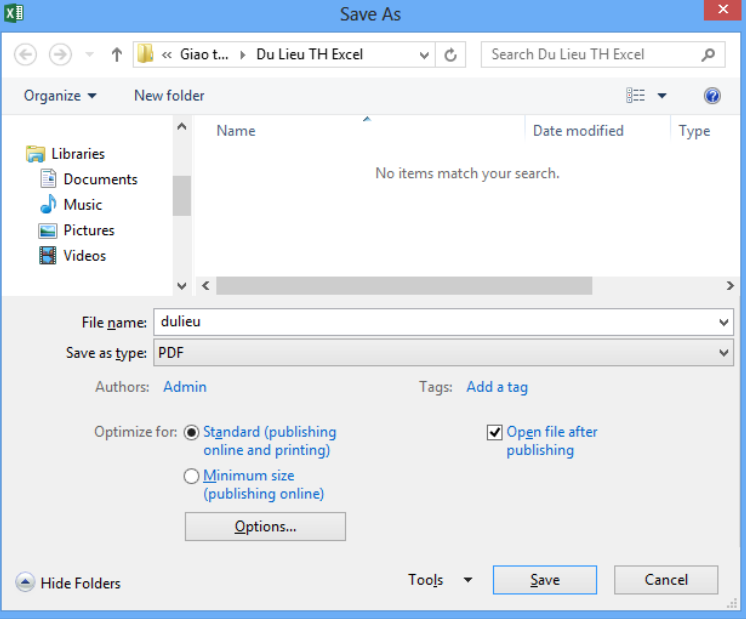 Save As
« Giao t... Du Lieu TH Excel
Search Du Lieu TH Excel
Organize
New folder
Name
Date modified
Type
Libraries
Documents
Music
Pictures
Videos
No items match your search.
File name: dulieu
Save as type: PDF
Authors: Admin
Tags: Add a tag
Optimize for: Standard (publishing
online and printing)
Minimum size
(publishing online)
Open file after
publishing
Options...
Hide Folders
Tools
Save
Cancel